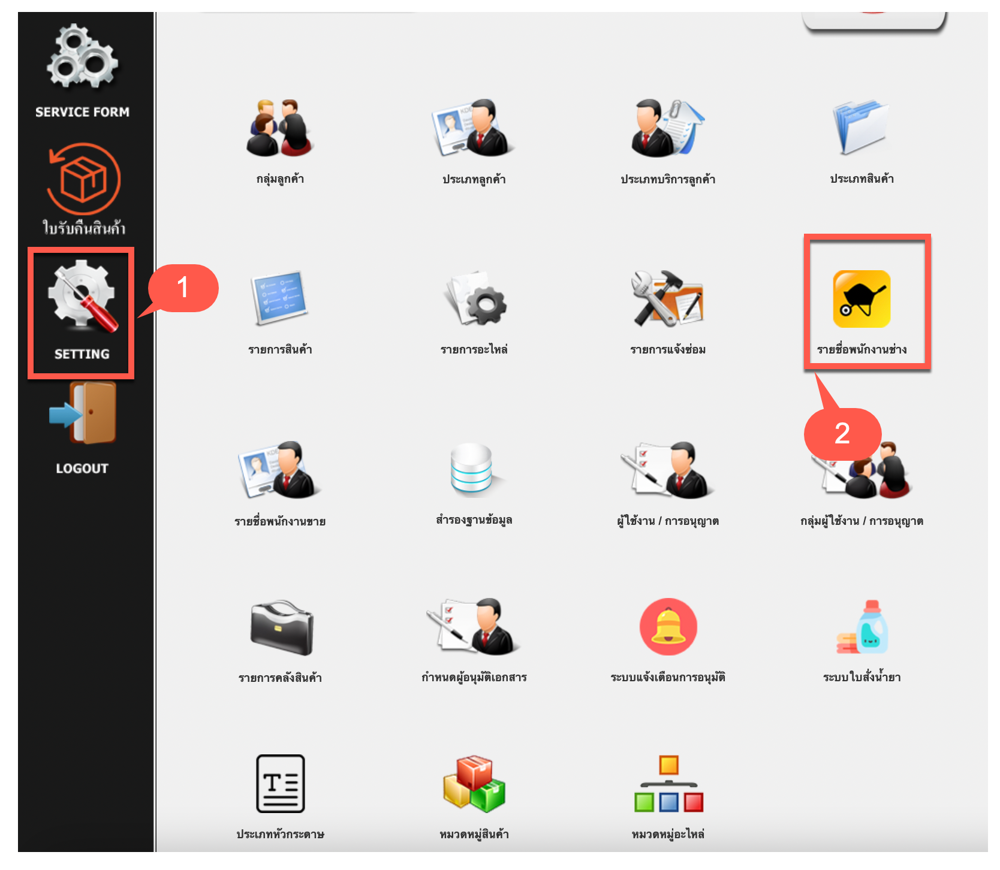 SERVICE FORM
ใบรับคืนสินค้า
1
SETTING
LOGOUT
กลุ่มลูกค้า
ประเภทลูกค้า
ประเภทบริการลูกค้า
ประเภทสินค้า
รายการสินค้า
รายการอะไหล่
รายการแจ้งซ่อม
รายชื่อพนักงานช่าง
2
รายชื่อพนักงานขาย
สำรองฐานข้อมูล
ผู้ใช้งาน / การอนุญาต
กลุ่มผู้ใช้งาน / การอนุญาต
รายการคลังสินค้า
กำหนดผู้อนุมัติเอกสาร
ระบบแจ้งเตือนการอนุมัติ
ระบบใบสั่งน้ำยา
ประเภทหัวกระดาษ
หมวดหมู่สินค้า
หมวดหมู่อะไหล่